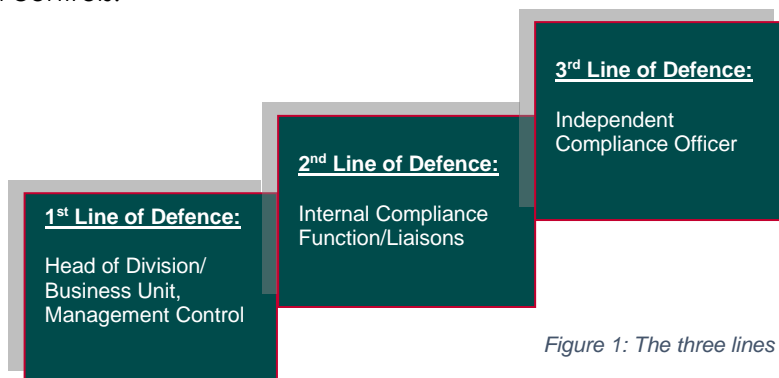 1st Line of Defence:
Head of Division/
Business Unit,
Management Control
2nd Line of Defence:
Internal Compliance
Function/Liaisons
3rd Line of Defence:
Independent
Compliance Officer
Figure 1: The three lines